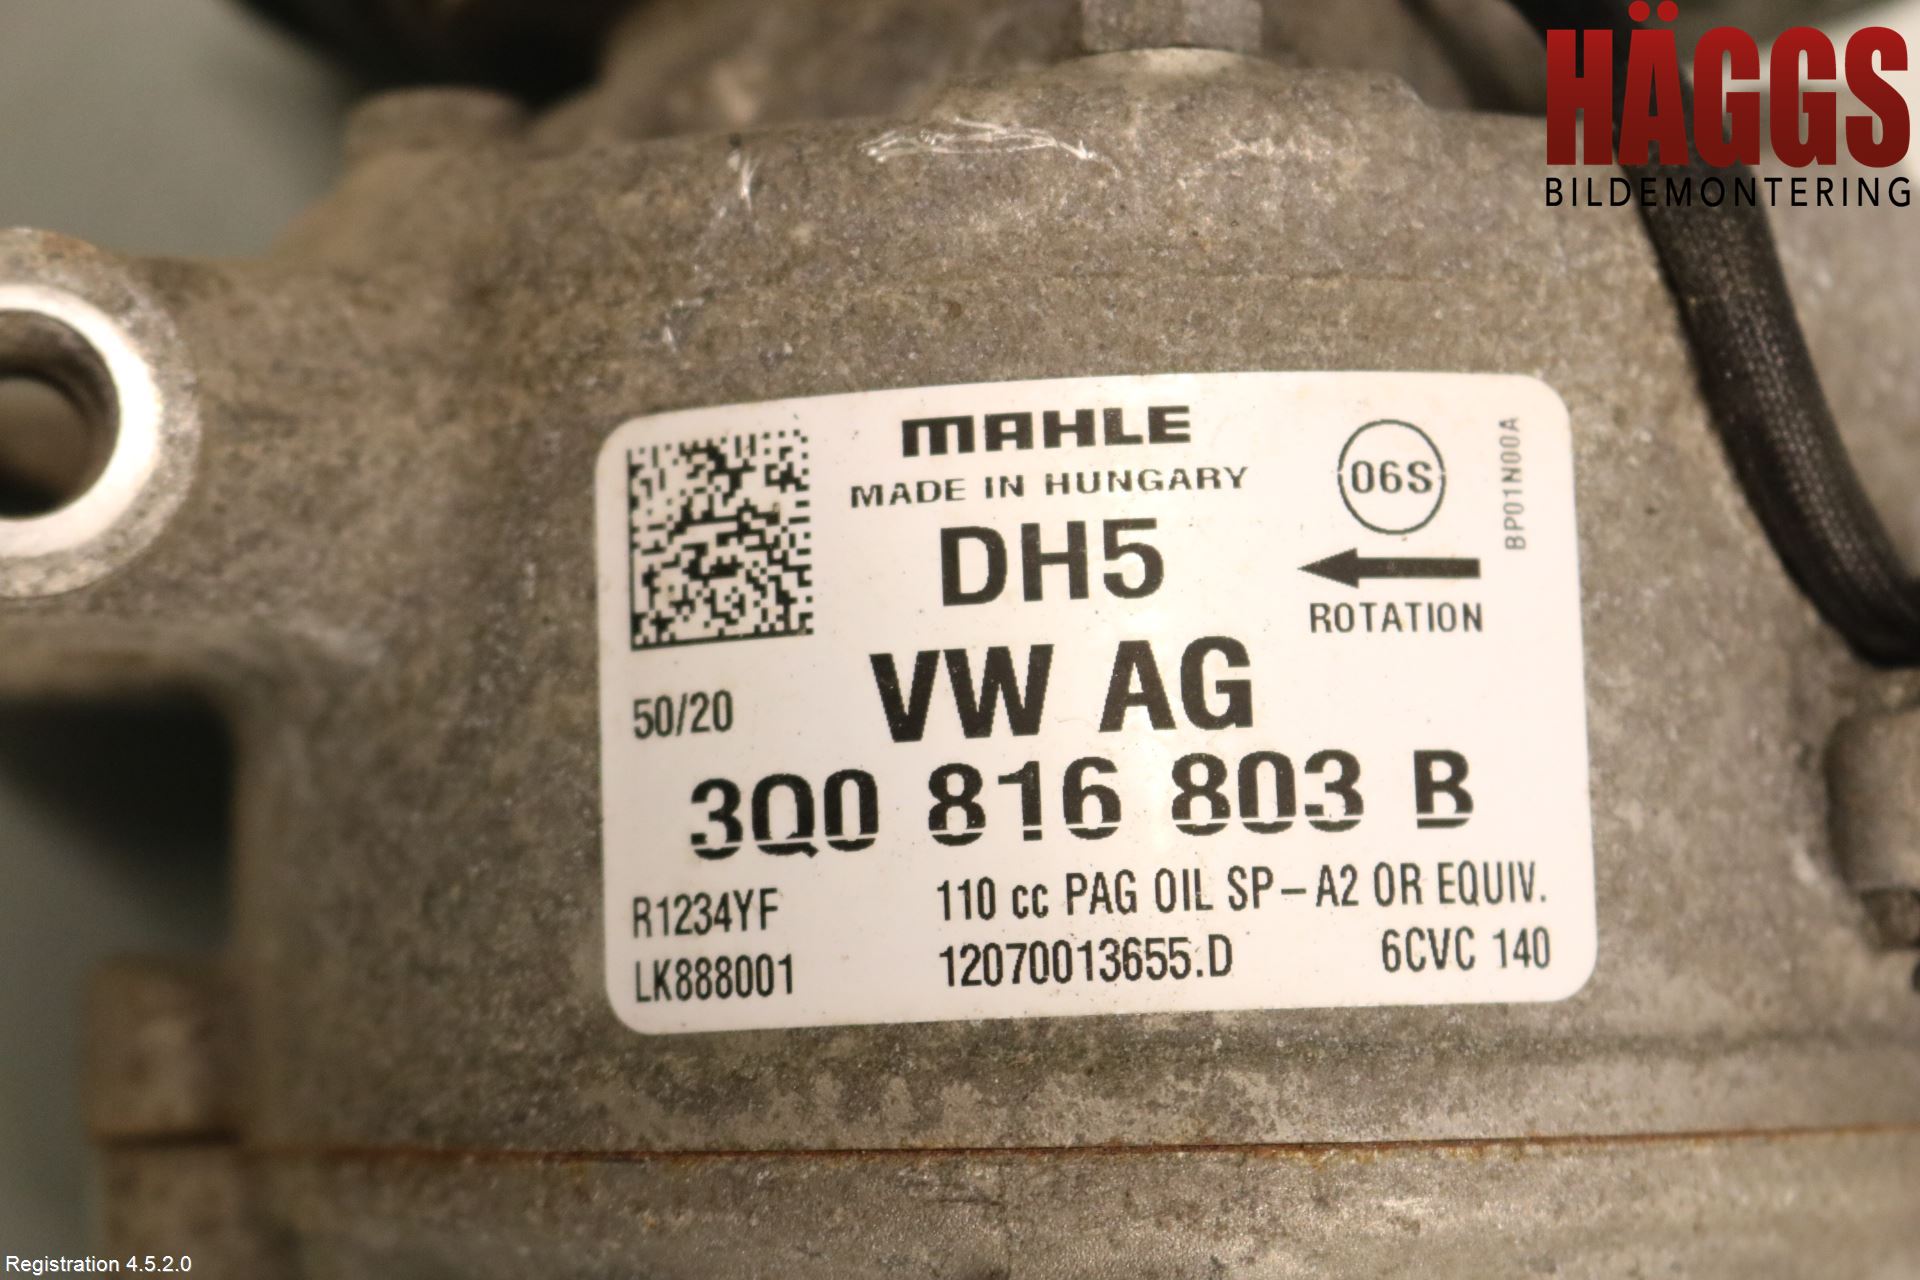 HÄGGS
BILDEMONTERING
MAHLE
MADE IN HUNGARY
06S
BP01N00A
DH5
ROTATION
50/20
VW AG
3Q0 816 803 B
R1234YF
110 cc PAG OIL SP-A2 OR EQUIV.
LK888001
12070013655.D
6CVC 140
Registration 4.5.2.0